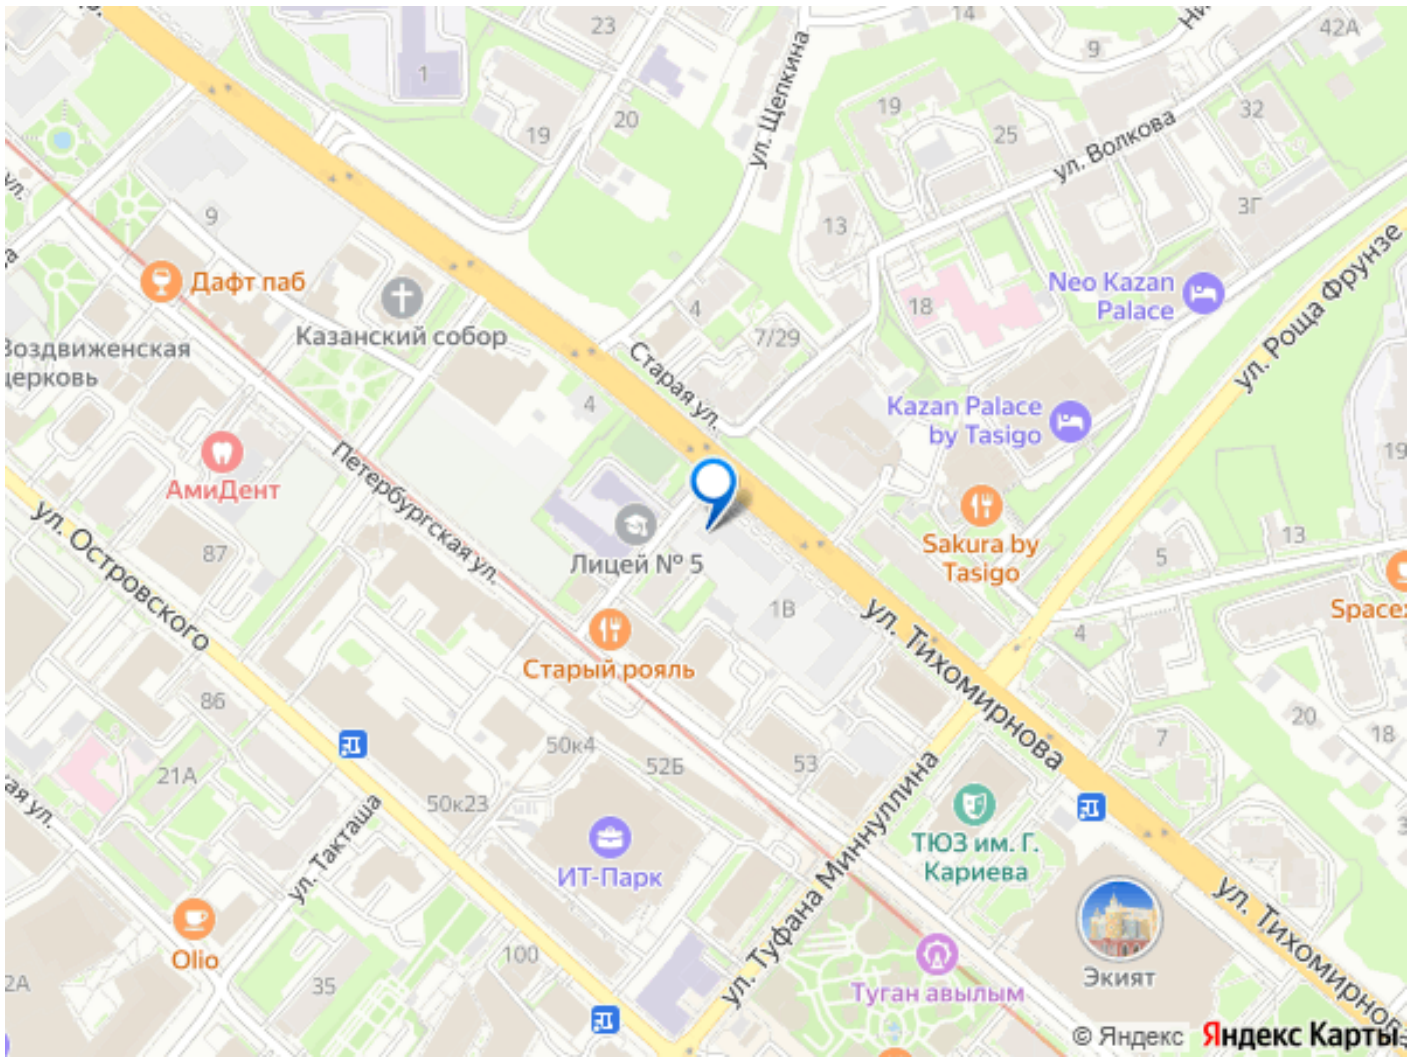 23
14
42А
1
9
20
19
ул. Щепкина
19
25
32
ул. Волкова
ул.
9
13
3Г
Дафт паб
Казанский собор
4
7/29
18
Neo Kazan
Palace
ул. Роща Фрунзе
Воздвиженская
церковь
Старая ул.
4
Kazan Palace
by Tasigo
АмиДент
Петербургская ул.
19
ул. Островского
87
Лицей № 5
Sakura by
Tasigo
5
13
1В
ул. Тихомирнова
4
Старый рояль
86
50к4
52Б
53
7
20
18
21А
50к23
ул. Такташа
ИТ-Парк
ул. Туфана Миннуллина
ТЮЗ им. Г.
Кариева
ул. Тихомирнова
Olio
100
35
2А
Туган авылым
Экият
© Яндекс
Яндекс Карты